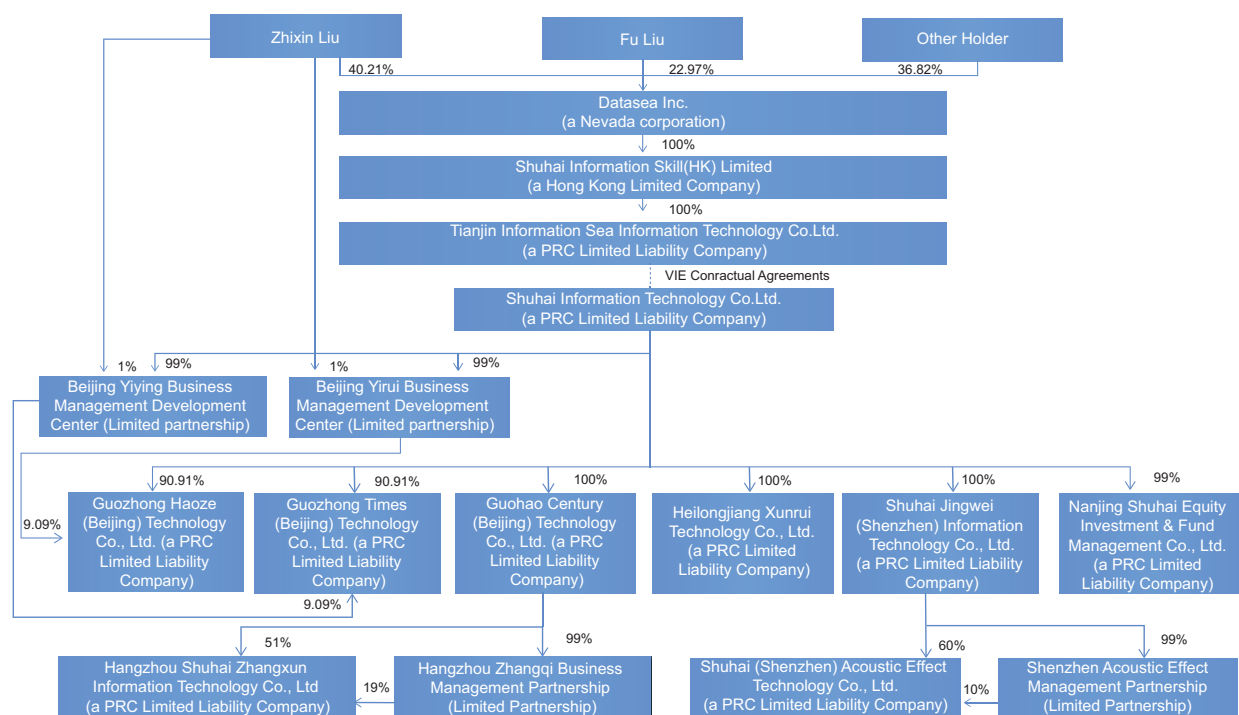 Zhixin Liu
Fu Liu
Other Holder
40.21%
22.97%
36.82%
Datasea Inc.
(a Nevada corporation)
100%
Shuhai Information Skill(HK) Limited
(a Hong Kong Limited Company)
100%
Tianjin Information Sea Information Technology Co.Ltd.
(a PRC Limited Liability Company)
VIE Conractual Agreements
Shuhai Information Technology Co.Ltd.
(a PRC Limited Liability Company)
1%
99%
1%
99%
Beijing Yiying Business
Management Development
Center (Limited partnership)
Beijing Yirui Business
Management Development
Center (Limited partnership)
90.91%
90.91%
100%
100%
100%
99%
9.09%
Guozhong Haoze
(Beijing) Technology
Co., Ltd. (a PRC
Limited Liability
Company)
Guozhong Times
(Beijing) Technology
Co., Ltd. (a PRC
Limited Liability
Company)
Guohao Century
(Beijing) Technology
Co., Ltd. (a PRC
Limited Liability
Company)
Heilongjiang Xunrui
Technology Co., Ltd.
(a PRC Limited
Liability Company)
Shuhai Jingwei
(Shenzhen) Information
Technology Co., Ltd.
(a PRC Limited Liability
Company)
Nanjing Shuhai Equity
Investment & Fund
Management Co., Ltd.
(a PRC Limited
Liability Company)
9.09%
51%
99%
60%
99%
Hangzhou Shuhai Zhangxun
Information Technology Co., Ltd
(a PRC Limited Liability Company)
19%
Hangzhou Zhangqi Business
Management Partnership
(Limited Partnership)
Shuhai (Shenzhen) Acoustic Effect
Technology Co., Ltd.
(a PRC Limited Liability Company)
10%
Shenzhen Acoustic Effect
Management Partnership
(Limited Partnership)